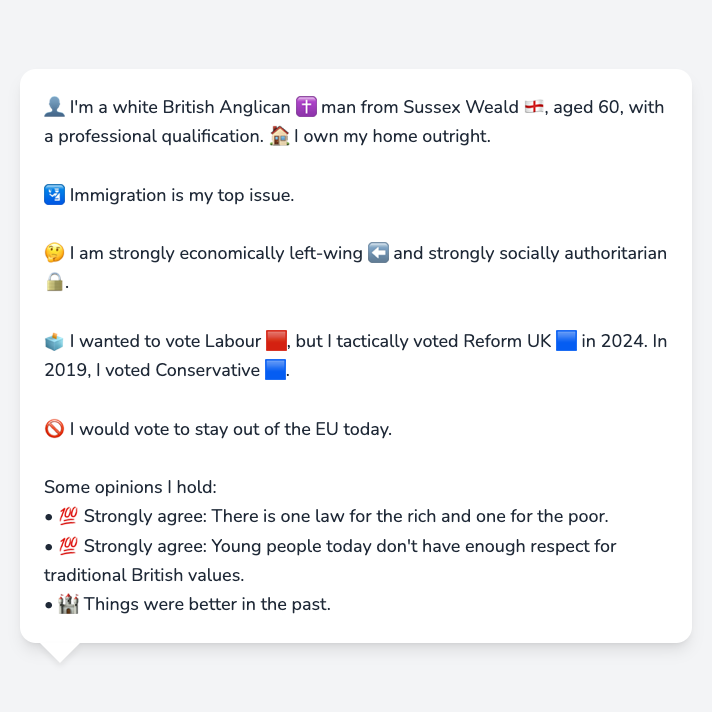 👤 I'm a white British Anglican ✝️ man from Sussex Weald 🏴󠁧󠁢󠁥󠁮󠁧󠁿, aged 60, with
a professional qualification. 🏠 I own my home outright.
🛂 Immigration is my top issue.
🤔 I am strongly economically left-wing ⬅️ and strongly socially authoritarian
🔒.
🗳️ I wanted to vote Labour 🟥, but I tactically voted Reform UK 🟦 in 2024. In
2019, I voted Conservative 🟦.
🚫 I would vote to stay out of the EU today.
Some opinions I hold:
• 💯 Strongly agree: There is one law for the rich and one for the poor.
• 💯 Strongly agree: Young people today don't have enough respect for
traditional British values.
• 🏰 Things were better in the past.